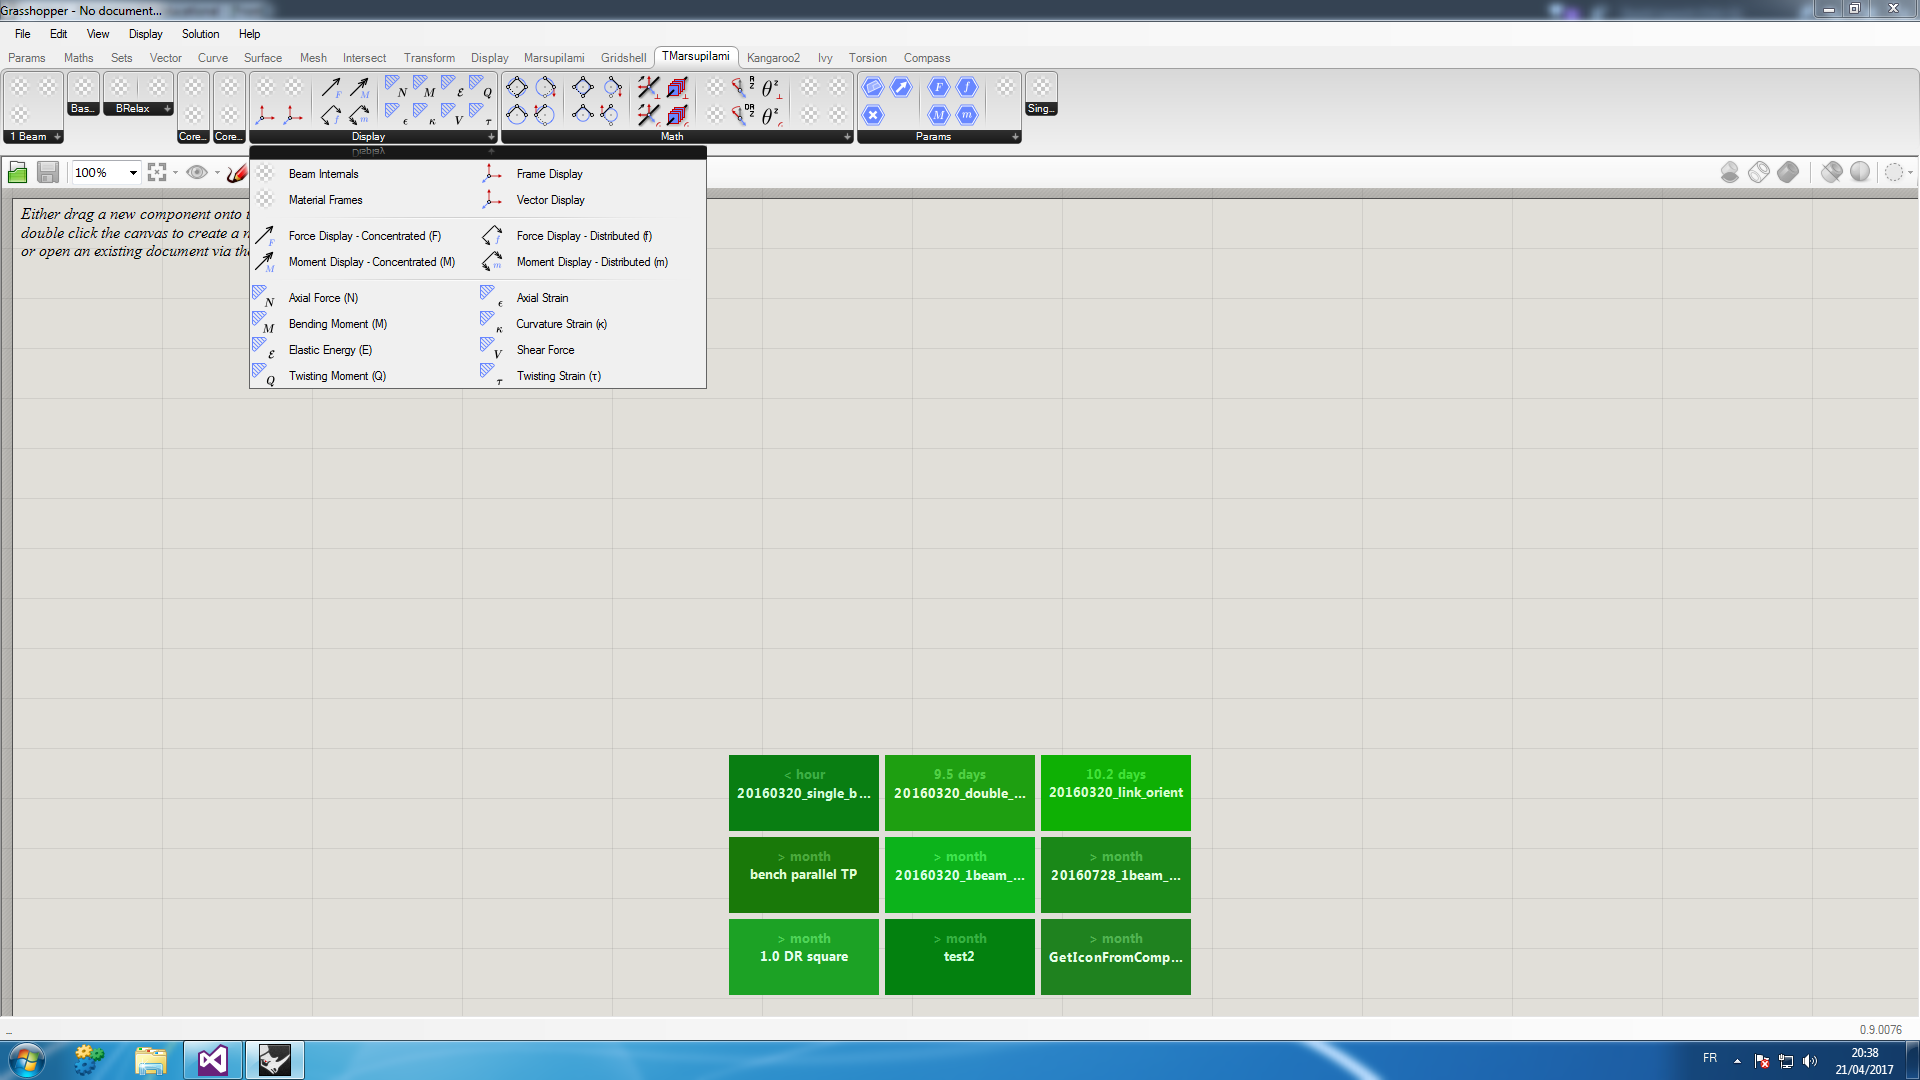 Grasshopper - No document...
File Edit View Display Solution Help
Params Maths Sets Vector Curve Surface Mesh Intersect Transform Display Marsupilami Gridshell TMarsupilami Kangaroo2 Ivy Torsion Compass
1 Beam Bas... BRelax Core... Core... Display Math Params Sing...
Display
100%
Either drag a new component onto t
double click the canvas to create a n
or open an existing document via the
Beam Internals Frame Display
Material Frames Vector Display
Force Display - Concentrated (F) Force Display - Distributed (f)
Moment Display - Concentrated (M) Moment Display - Distributed (m)
N Axial Force (N) ϵ Axial Strain
M Bending Moment (M) κ Curvature Strain (κ)
ε Elastic Energy (E) V Shear Force
Q Twisting Moment (Q) τ Twisting Strain (τ)
< hour
20160320_single_b...
9.5 days
20160320_double_...
10.2 days
20160320_link_orient
> month
bench parallel TP
> month
20160320_1beam_...
> month
20160728_1beam_...
> month
1.0 DR square
> month
test2
> month
GetIconFromComp...
...
0.9.0076
FR
20:38
21/04/2017